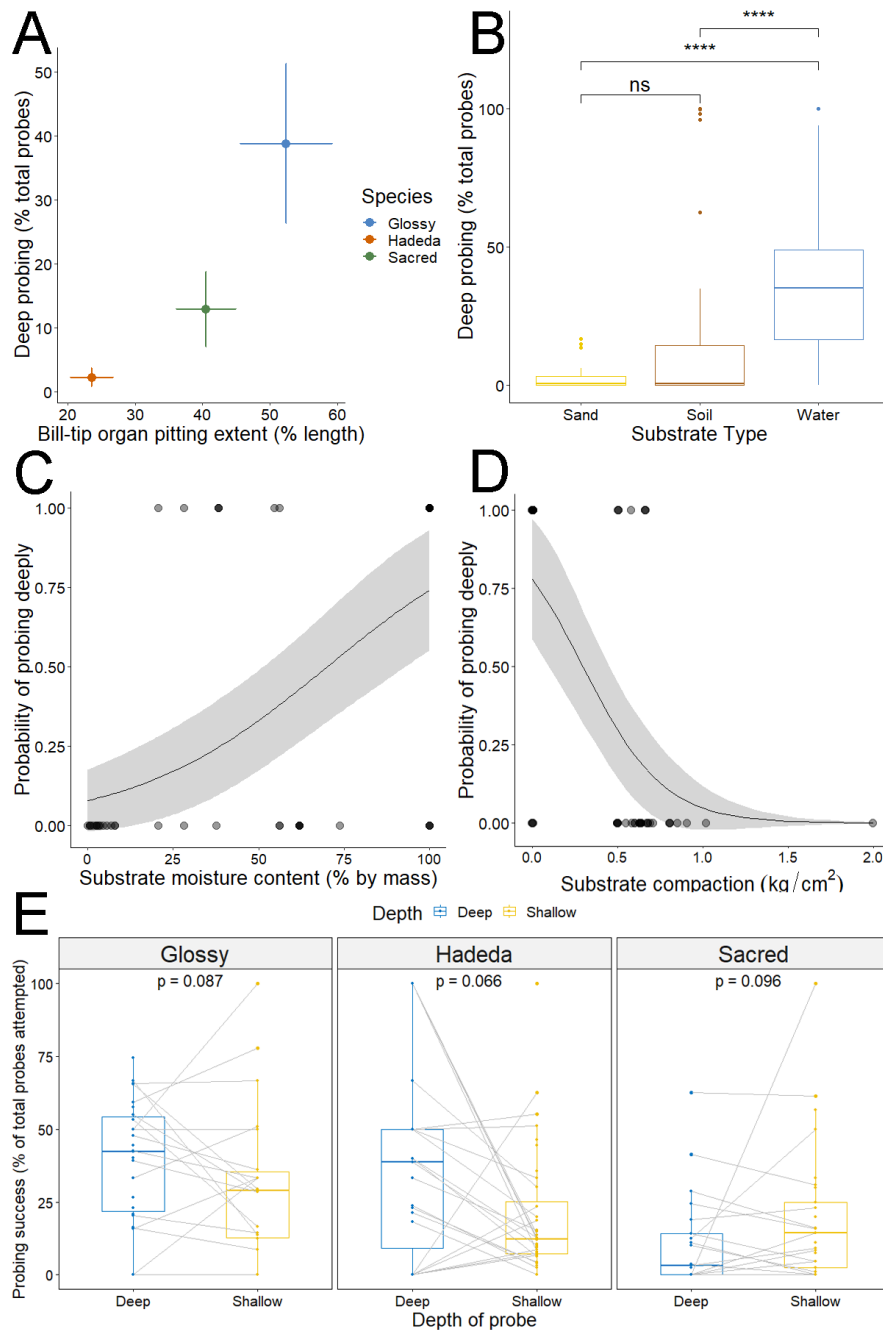 A
Deep probing (% total probes)
50
40
30
20
10
0
20 30 40 50 60
Bill-tip organ pitting extent (% length)
Species
Glossy
Hadeda
Sacred
B
Deep probing (% total probes)
****
****
ns
100
50
0
Sand Soil Water
Substrate Type
C
Probability of probing deeply
1.00
0.75
0.50
0.25
0.00
0 25 50 75 100
Substrate moisture content (% by mass)
D
Probability of probing deeply
1.00
0.75
0.50
0.25
0.00
0.0 0.5 1.0 1.5 2.0
Substrate compaction (kg/cm²)
E
Depth Deep Shallow
Probing success (% of total probes attempted)
Glossy Hadeda Sacred
p = 0.087 p = 0.066 p = 0.096
100
75
50
25
0
Deep Shallow Deep Shallow Deep Shallow
Depth of probe